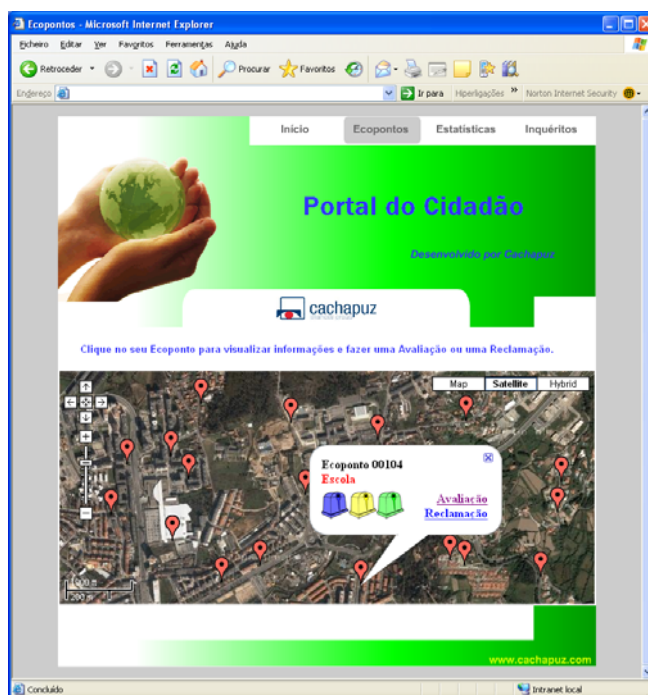 Ecopontos - Microsoft Internet Explorer
Ficheiro Editar Ver Favoritos Ferramentas Ajuda
Retroceder Procurar Favoritos
Endereço Ir para Hiperligações » Norton Internet Security
Início Ecopontos Estatísticas Inquéritos
Portal do Cidadão
Desenvolvido por Cachapuz
cachapuz
Clique no seu Ecoponto para visualizar informações e fazer uma Avaliação ou uma Reclamação.
Map Satellite Hybrid
Ecoponto 00104
Escola
Avaliação
Reclamação
200 m
www.cachapuz.com
Concluído Intranet local